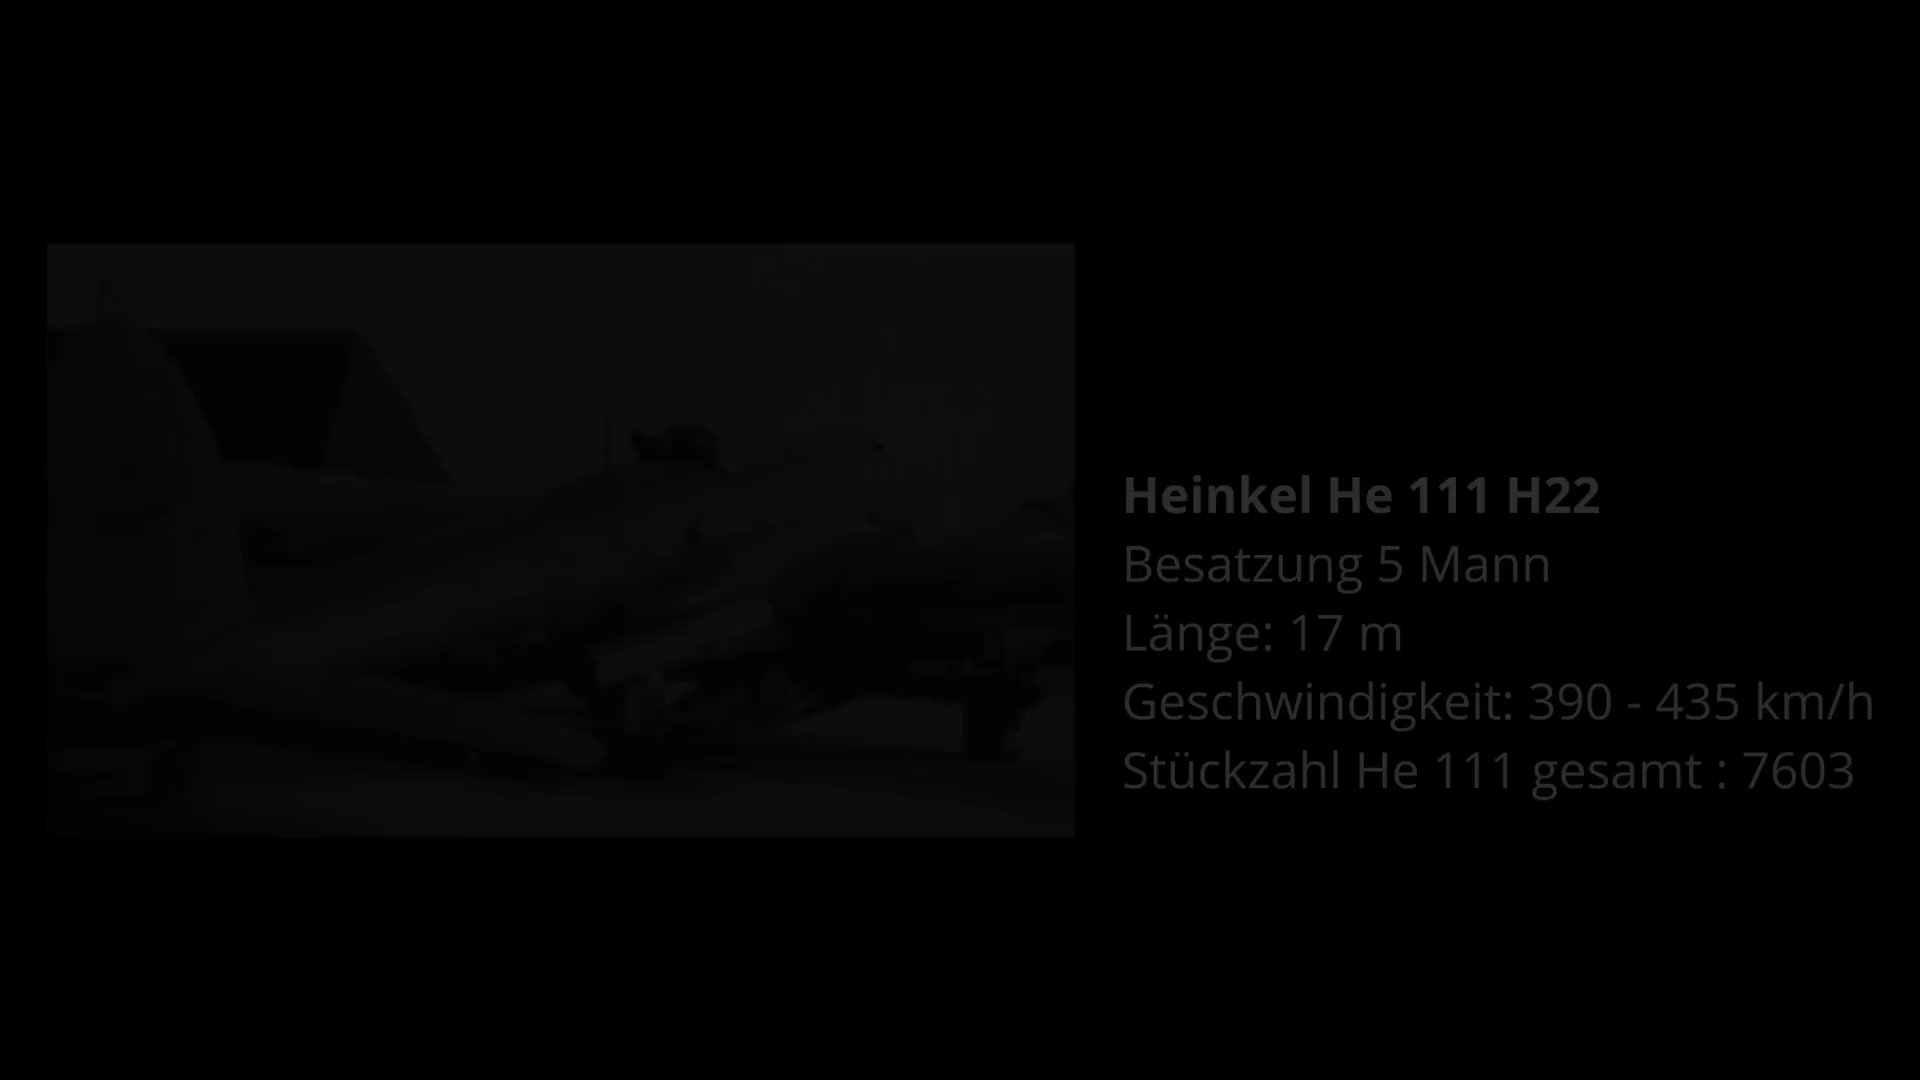 Heinkel He 111 H22
Besatzung 5 Mann
Länge: 17 m
Geschwindigkeit: 390 - 435 km/h
Stückzahl He 111 gesamt : 7603